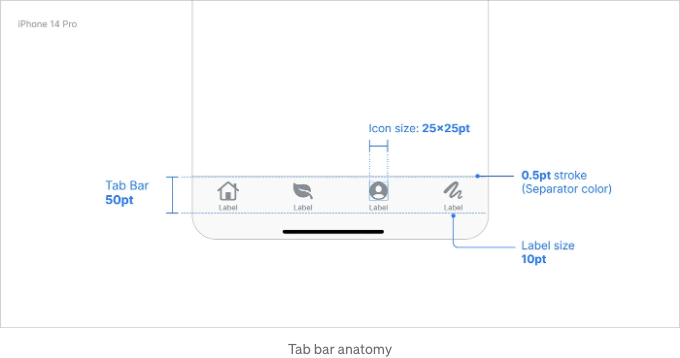 iPhone 14 Pro
Icon size: 25×25pt
Tab Bar
50pt
0.5pt stroke
(Separator color)
Label
Label
Label
Label
Label size
10pt
Tab bar anatomy